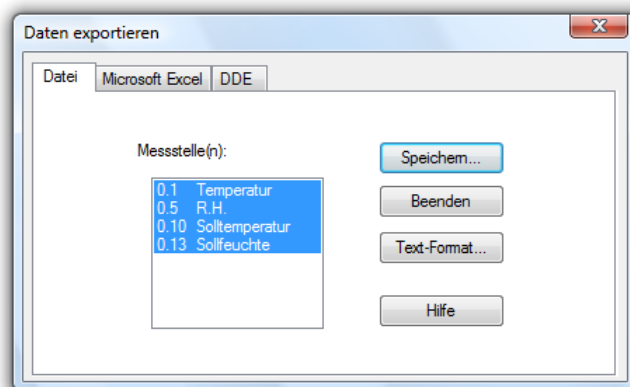 Daten exportieren
Datei Microsoft Excel DDE
Messstelle(n):
0.1 Temperatur
0.5 R.H.
0.10 Solltemperatur
0.13 Sollfeuchte
Speichern...
Beenden
Text-Format...
Hilfe